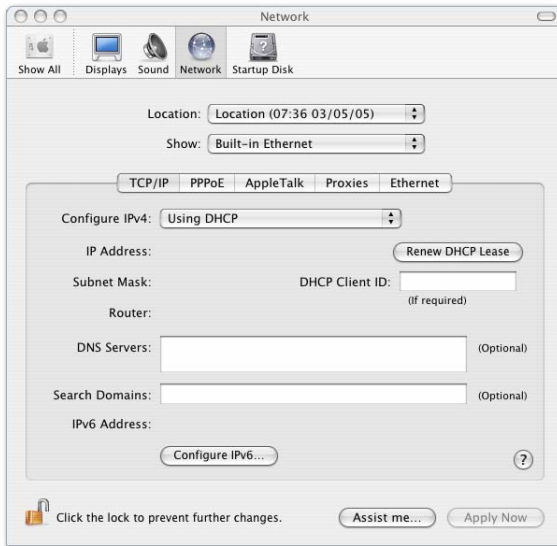 Network
Show All Displays Sound Network Startup Disk
Location: Location (07:36 03/05/05)
Show: Built-in Ethernet
TCP/IP PPPoE AppleTalk Proxies Ethernet
Configure IPv4: Using DHCP
IP Address: Renew DHCP Lease
Subnet Mask: DHCP Client ID:
(If required)
Router:
DNS Servers: (Optional)
Search Domains: (Optional)
IPv6 Address:
Configure IPv6...
?
Click the lock to prevent further changes. Assist me... Apply Now